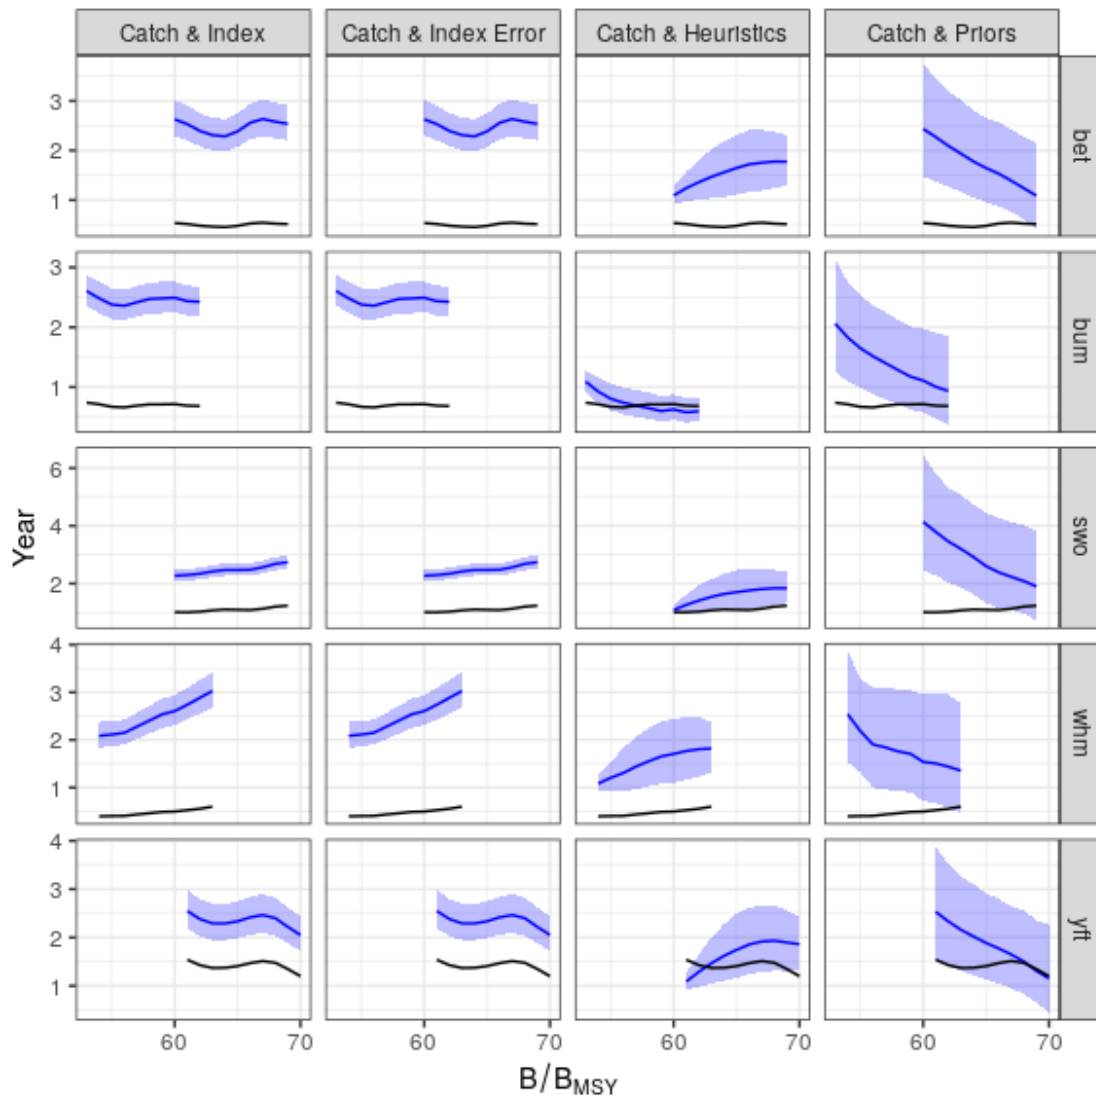 Catch & Index
Catch & Index Error
Catch & Heuristics
Catch & Priors
3
2
1
bet
3
2
1
bum
6
4
2
swo
4
3
2
1
whm
4
3
2
1
yft
60
70
60
70
60
70
60
70
Year
B/B_MSY